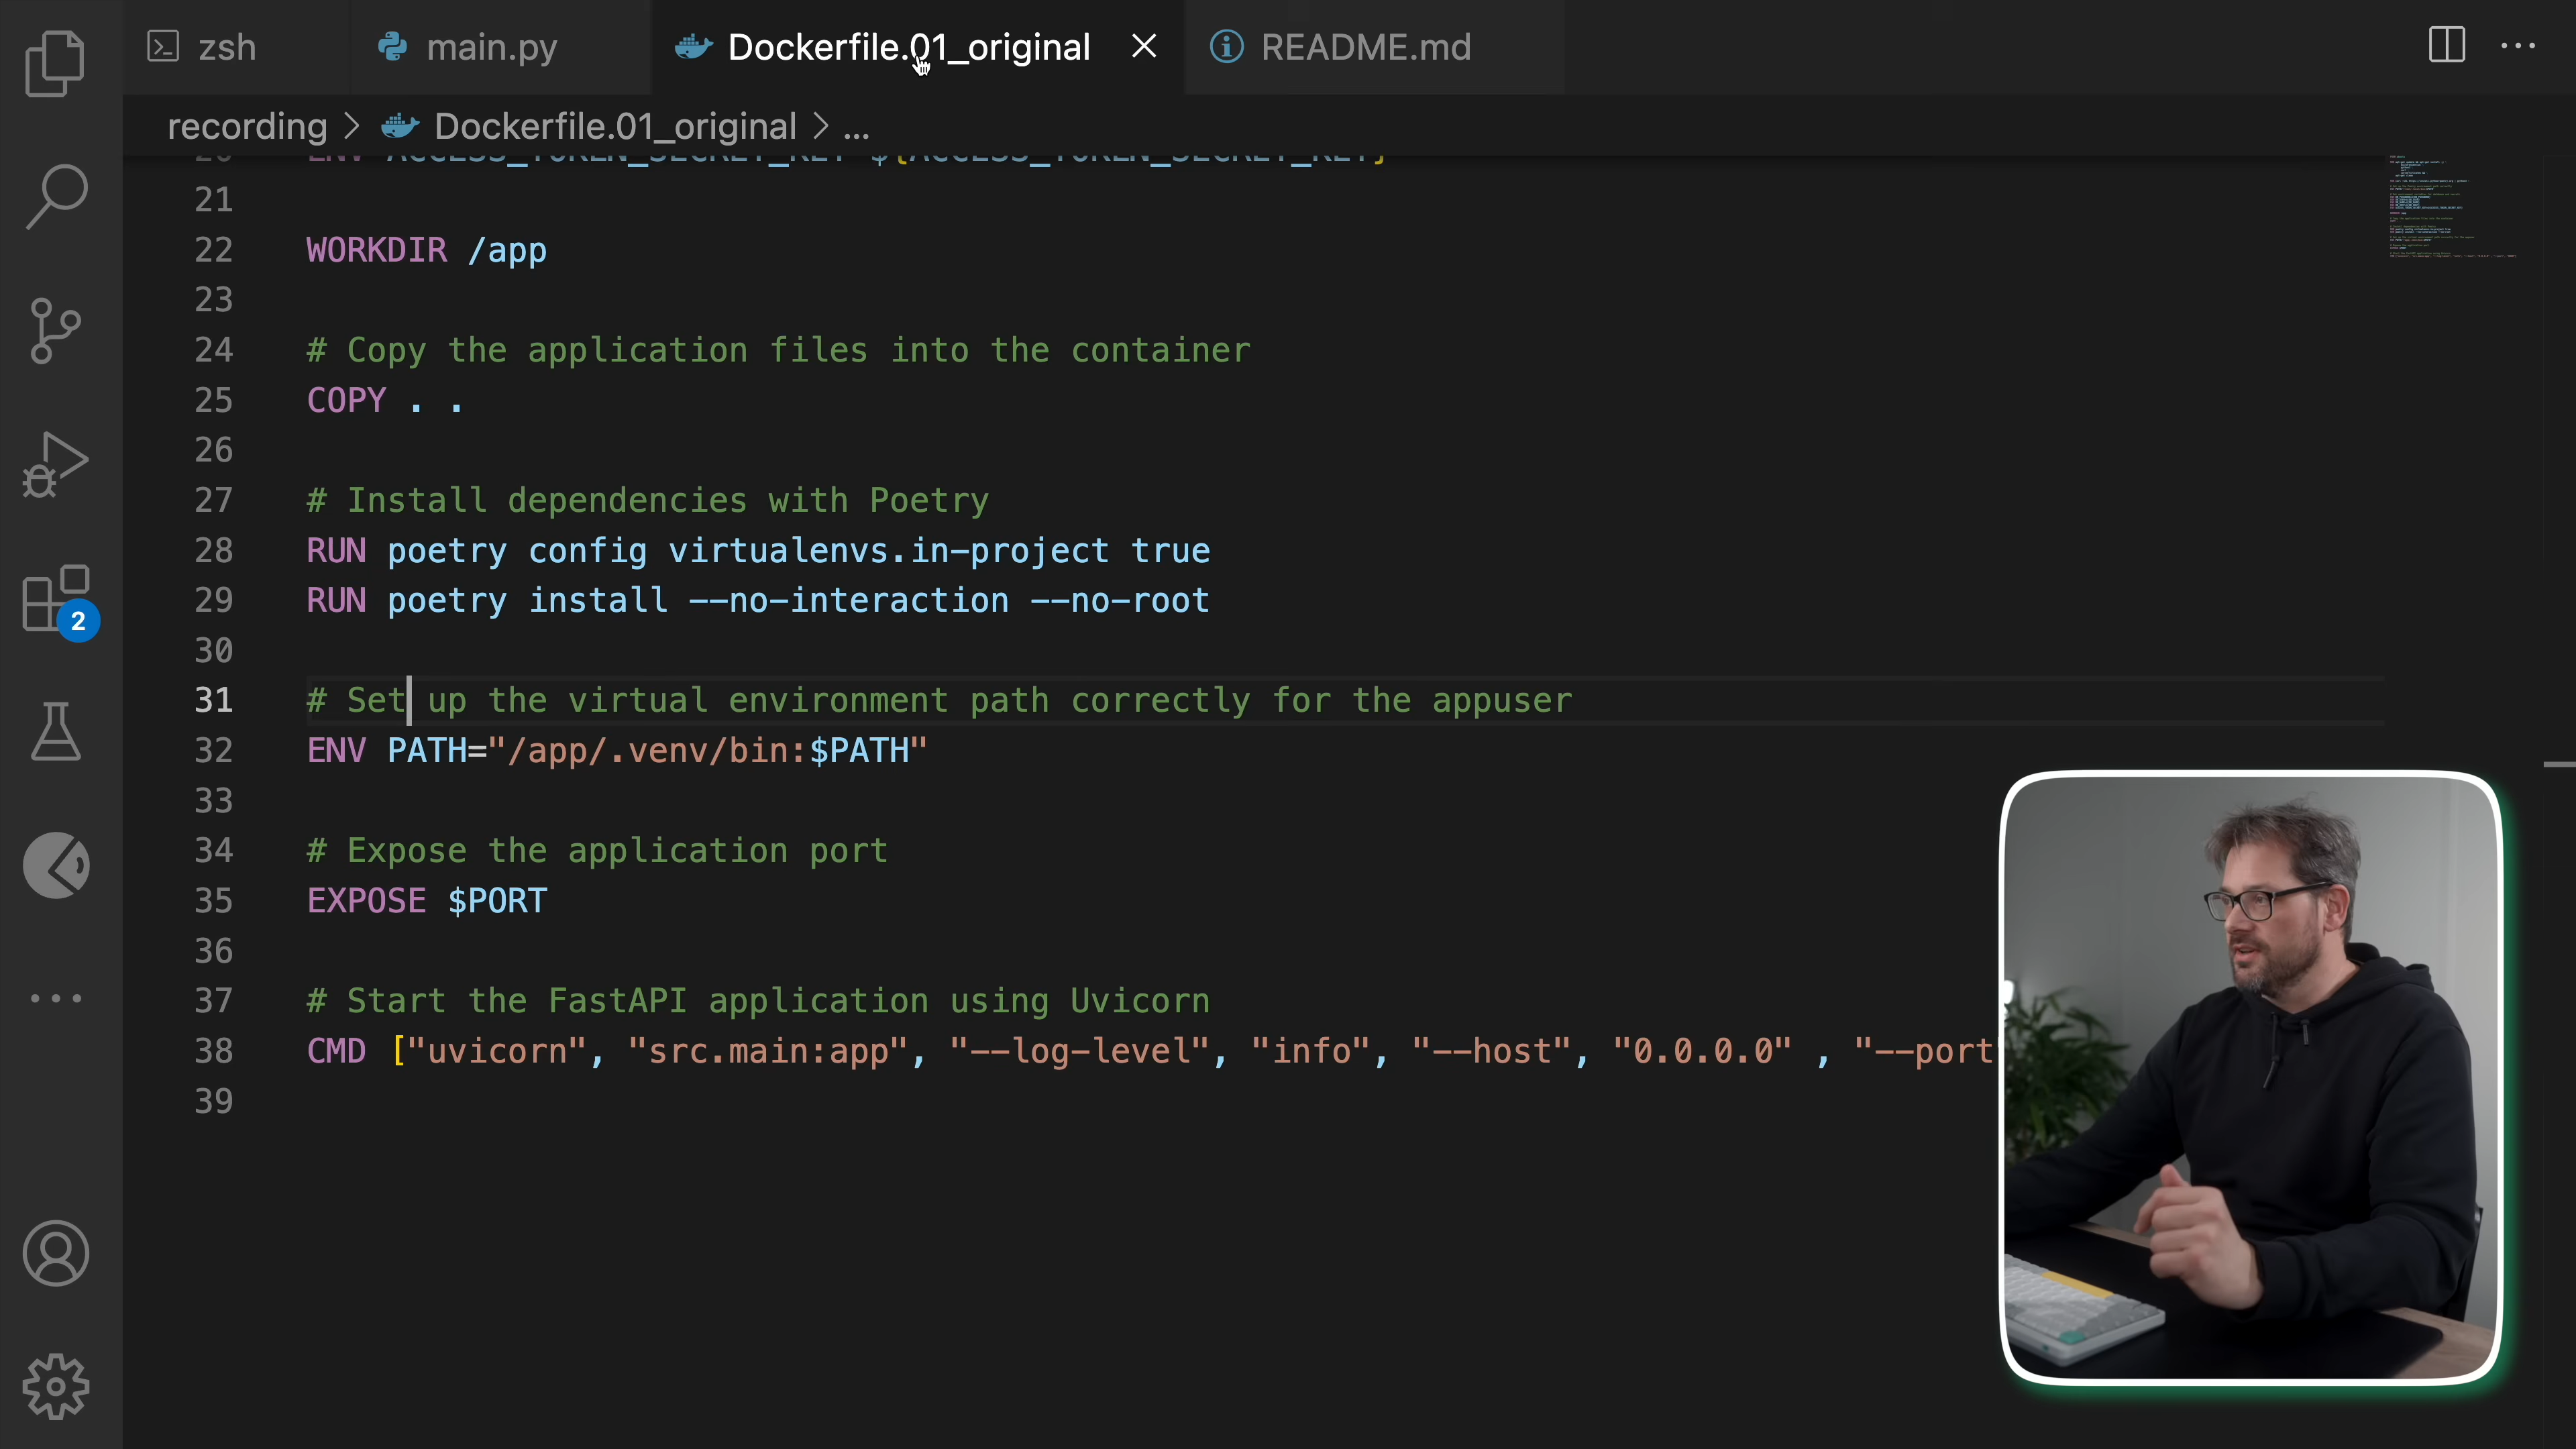 zsh
main.py
Dockerfile.01_original
README.md
recording > Dockerfile.01_original > ...
20 ENV ACCESS_TOKEN_SECRET_KEY ${ACCESS_TOKEN_SECRET_KEY}
21
22 WORKDIR /app
23
24 # Copy the application files into the container
25 COPY . .
26
27 # Install dependencies with Poetry
28 RUN poetry config virtualenvs.in-project true
29 RUN poetry install --no-interaction --no-root
30
31 # Set up the virtual environment path correctly for the appuser
32 ENV PATH="/app/.venv/bin:$PATH"
33
34 # Expose the application port
35 EXPOSE $PORT
36
37 # Start the FastAPI application using Uvicorn
38 CMD ["uvicorn", "src.main:app", "--log-level", "info", "--host", "0.0.0.0" , "--port
39
2